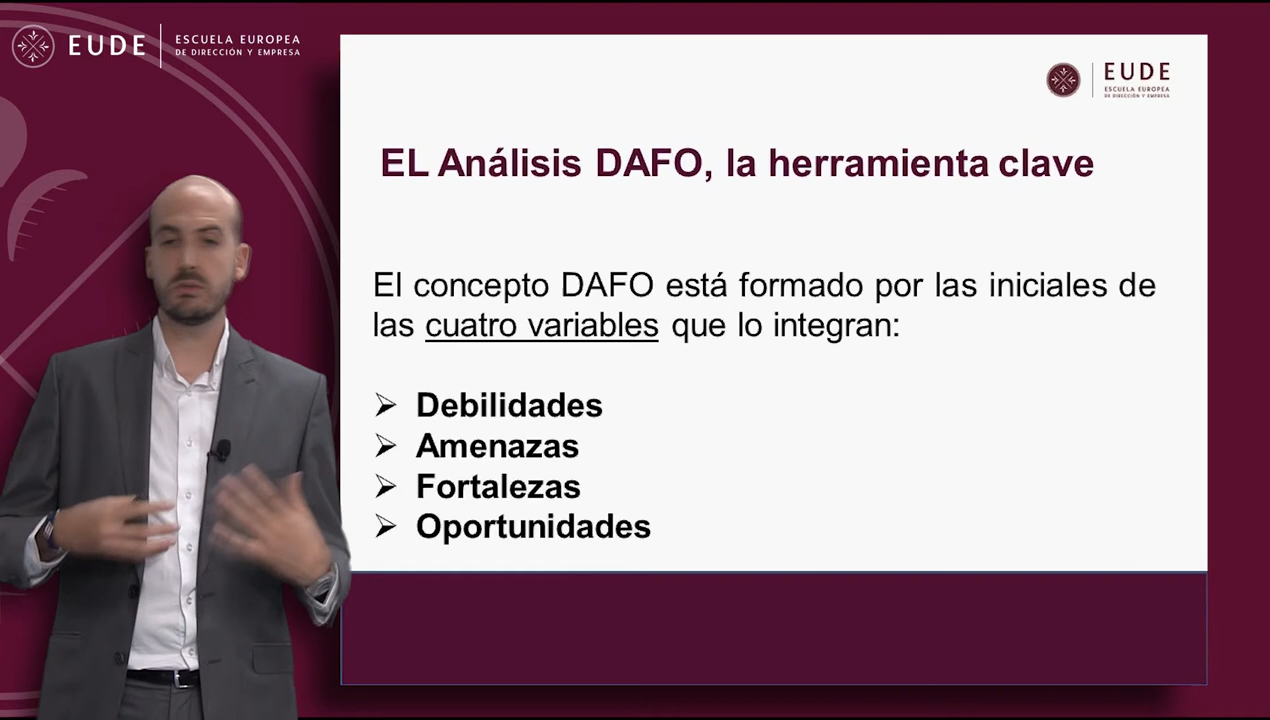 EUDE
ESCUELA EUROPEA
DE DIRECCIÓN Y EMPRESA
EUDE
ESCUELA EUROPEA
DE DIRECCIÓN Y EMPRESA
EL Análisis DAFO, la herramienta clave
El concepto DAFO está formado por las iniciales de
las cuatro variables que lo integran:
➢ Debilidades
➢ Amenazas
➢ Fortalezas
➢ Oportunidades